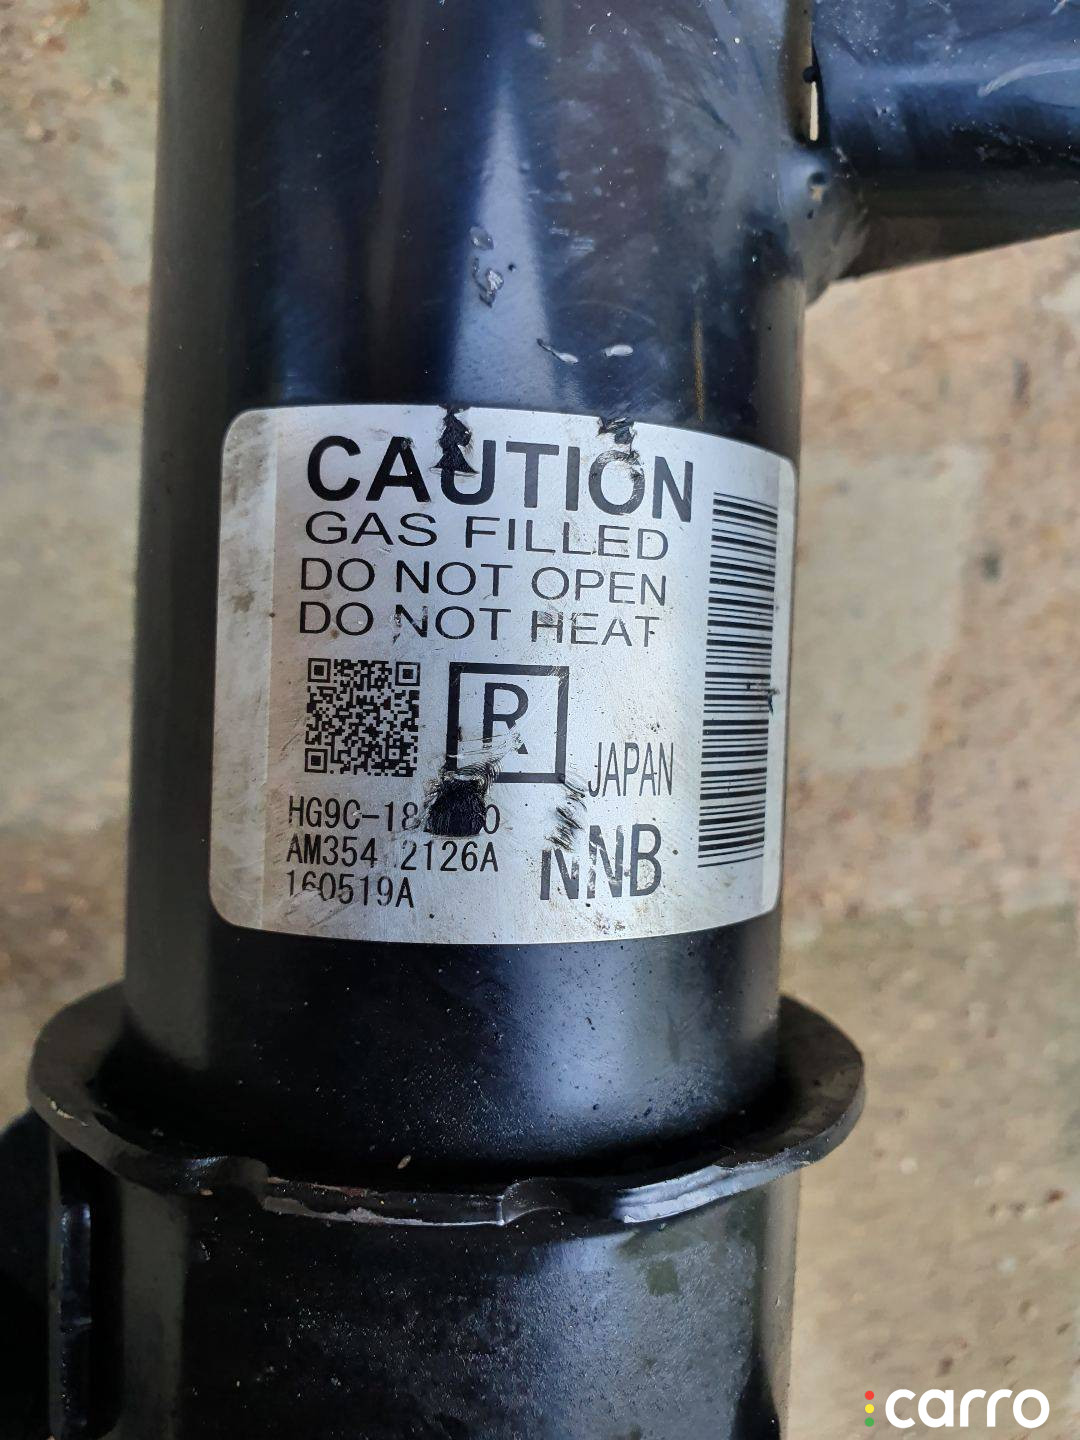 CAUTION
GAS FILLED
DO NOT OPEN
DO NOT HEAT
R
JAPAN
AM354 2126A
NNB
160519A
carro